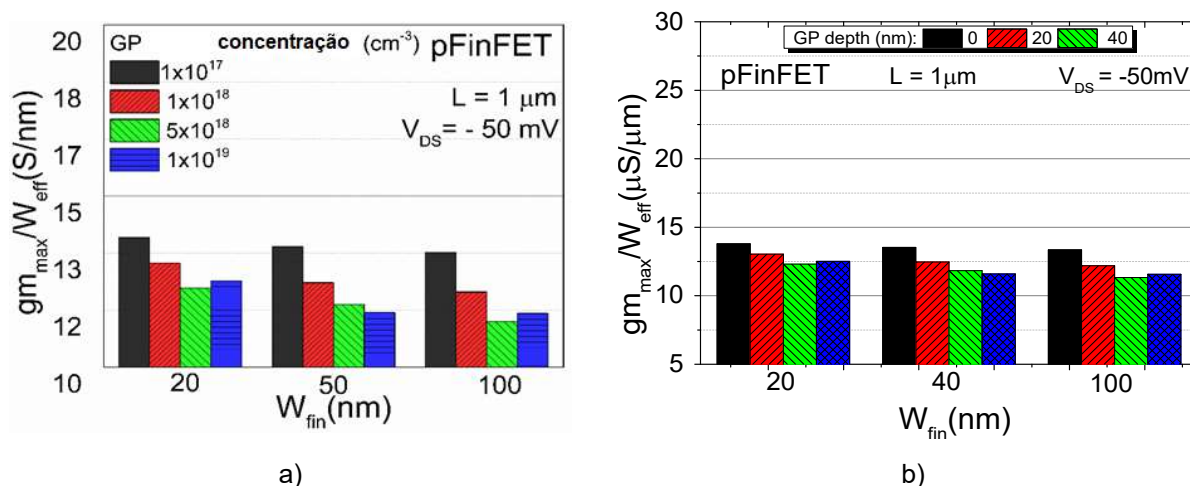 GP concentração (cm⁻³) pFinFET
1x10¹⁷
1x10¹⁸
5x10¹⁸
1x10¹⁹
L = 1 μm
V_DS = - 50 mV
gm_max/W_eff(S/nm)
20
18
17
15
13
12
10
20 50 100
W_fin(nm)
a)
GP depth (nm): 0 20 40
pFinFET L = 1μm V_DS = -50mV
gm_max/W_eff(μS/μm)
30
25
20
15
10
5
20 40 100
W_fin(nm)
b)